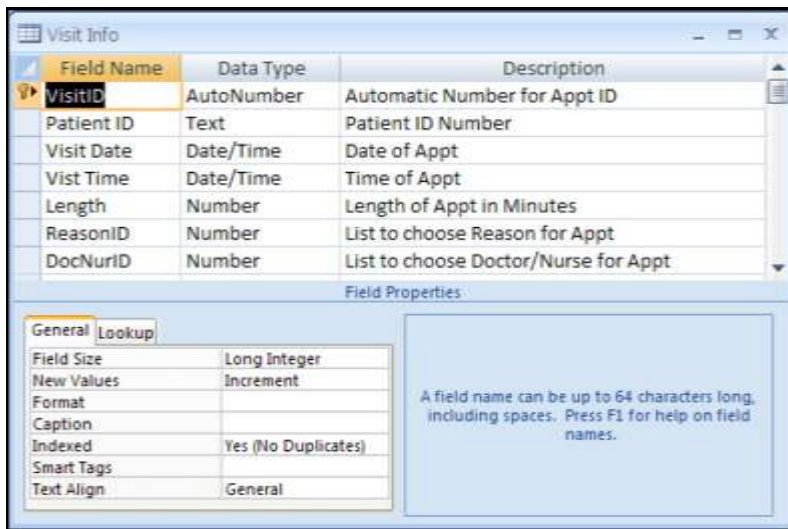 Visit Info
Field Name Data Type Description
VisitID AutoNumber Automatic Number for Appt ID
Patient ID Text Patient ID Number
Visit Date Date/Time Date of Appt
Vist Time Date/Time Time of Appt
Length Number Length of Appt in Minutes
ReasonID Number List to choose Reason for Appt
DocNurID Number List to choose Doctor/Nurse for Appt
Field Properties
General Lookup
Field Size Long Integer
New Values Increment
Format
Caption
Indexed Yes (No Duplicates)
Smart Tags
Text Align General
A field name can be up to 64 characters long,
including spaces. Press F1 for help on field
names.